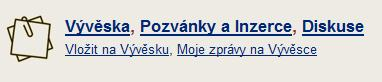 Vývěska, Pozvánky a Inzerce, Diskuse
Vložit na Vývěsku, Moje zprávy na Vývěsce